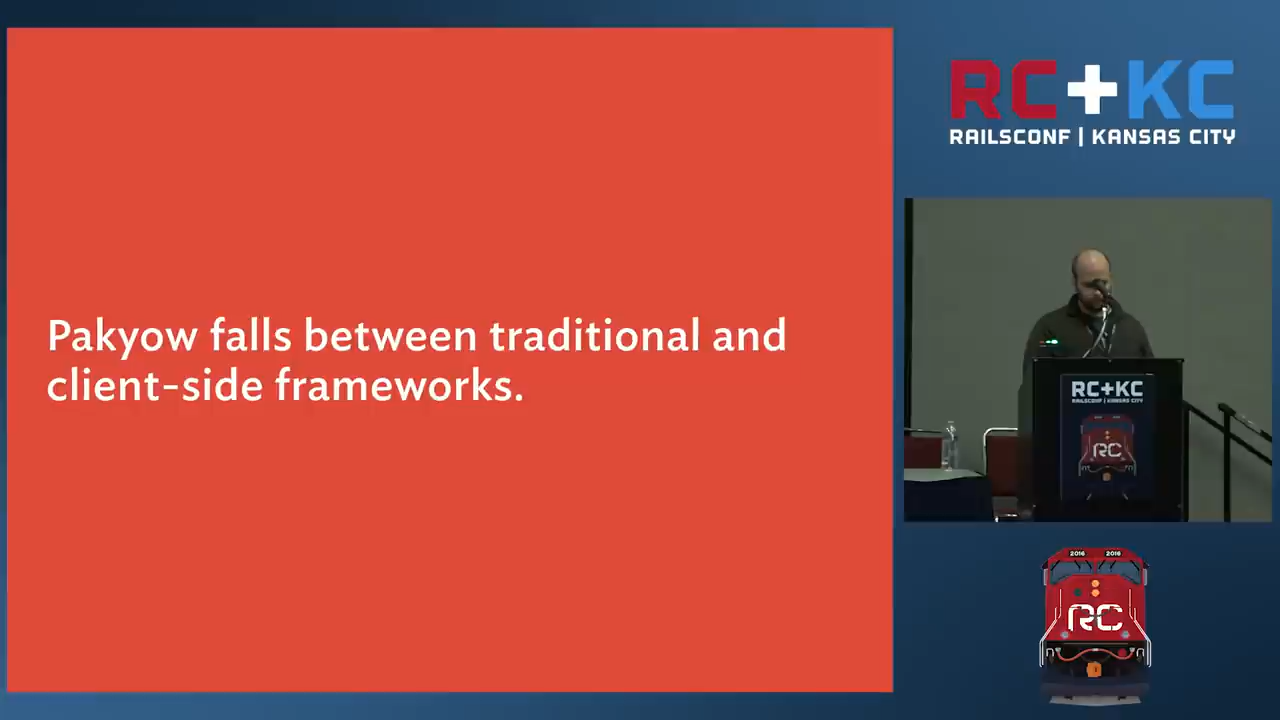 Pakyow falls between traditional and
client-side frameworks.
RC+KC
RAILSCONF | KANSAS CITY
RC+KC
RAILSCONF | KANSAS CITY
RC
2016 2016
RC